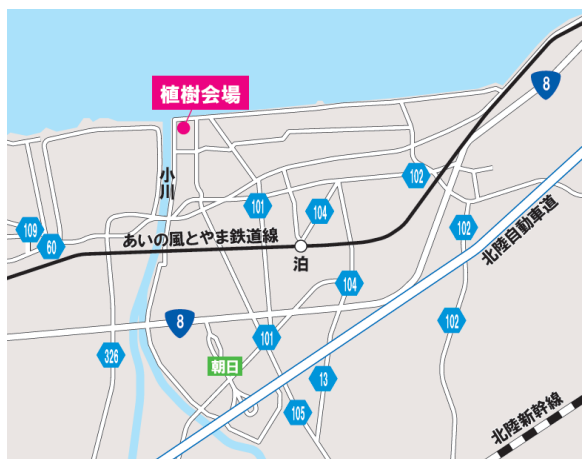 8
植樹会場
小川
102
101
104
109
60
あいの風とやま鉄道線
泊
102
北陸自動車道
104
8
102
326
101
朝日
13
105
北陸新幹線